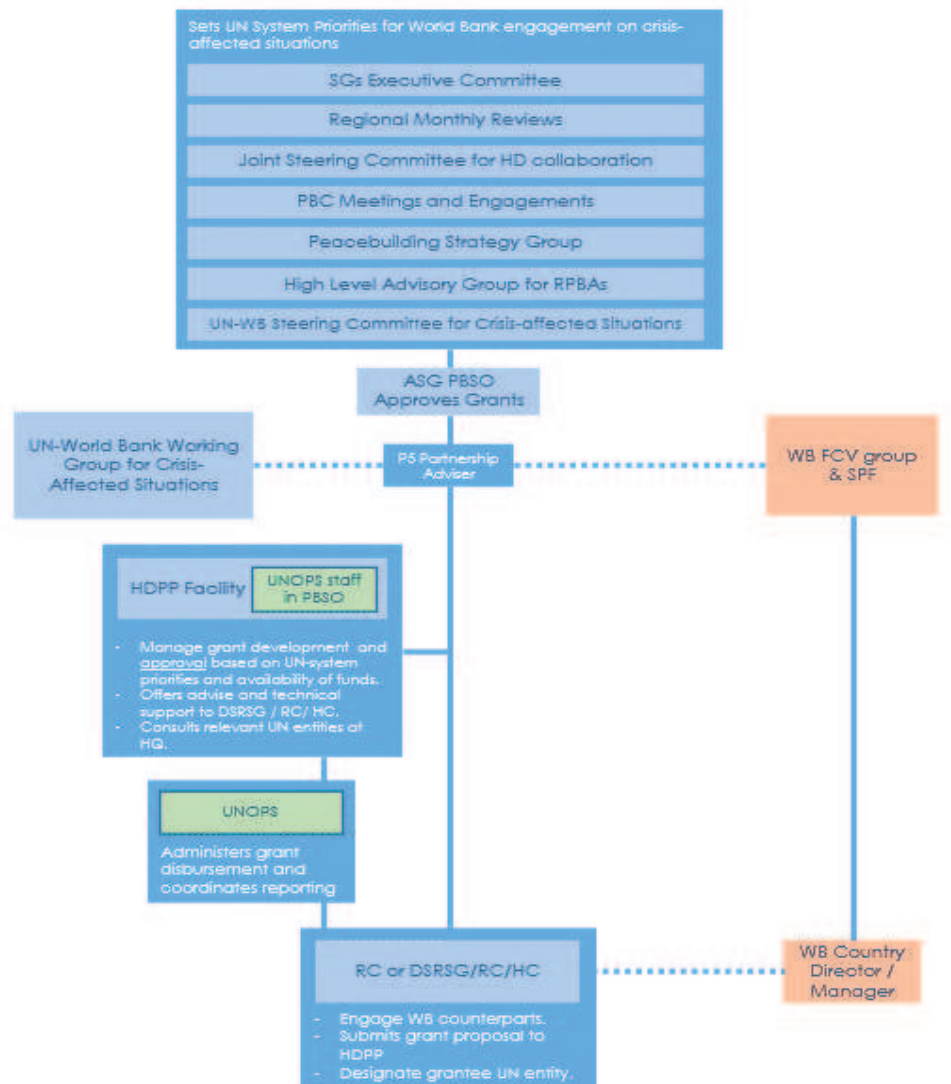 Sets UN System Priorities for World Bank engagement on crisis-
affected situations
SGs Executive Committee
Regional Monthly Reviews
Joint Steering Committee for HD collaboration
PBC Meetings and Engagements
Peacebuilding Strategy Group
High Level Advisory Group for RPBAs
UN-WB Steering Committee for Crisis-affected Situations
ASG PBSO
Approves Grants
UN-World Bank Working
Group for Crisis-
Affected Situations
P5 Partnership
Adviser
WB FCV group
& SPF
HDPP Facility
UNOPS staff
in PBSO
- Manage grant development and
approval based on UN-system
priorities and availability of funds.
- Offers advise and technical
support to DSRSG / RC/ HC.
- Consults relevant UN entities at
HQ.
UNOPS
Administers grant
disbursement and
coordinates reporting
RC or DSRSG/RC/HC
- Engage WB counterparts.
- Submits grant proposal to
HDPP
- Designate grantee UN entity.
WB Country
Director /
Manager